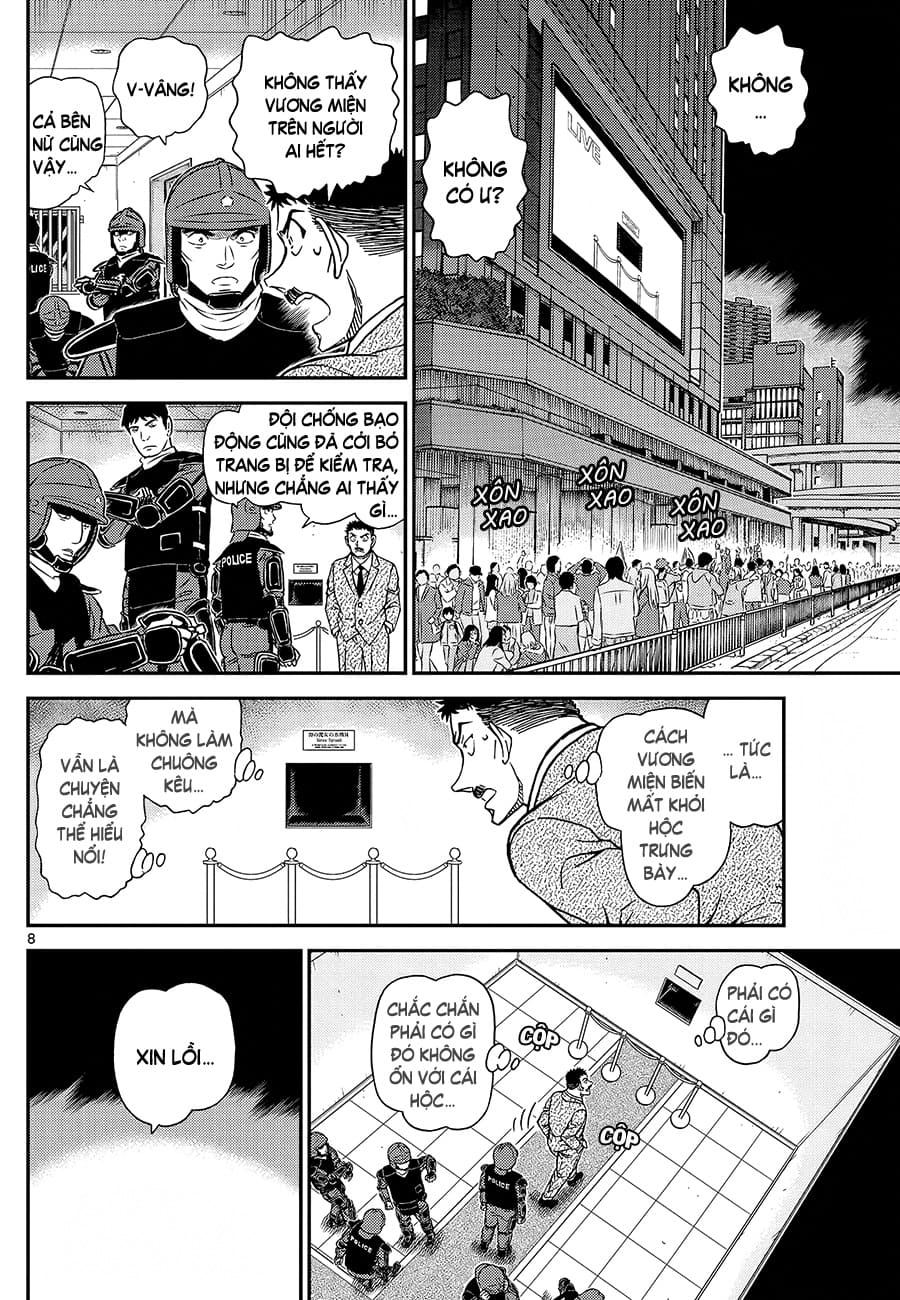 KHÔNG
...
KHÔNG
CÓ Ư?
LIVE
XÔN
XAO
XÔN
XAO
XÔN
XAO
KHÔNG THẤY
VƯƠNG MIỆN
TRÊN NGƯỜI
AI HẾT?
V-VÂNG!
CẢ BÊN
NỮ CŨNG
VẬY...
POLICE
ĐỘI CHỐNG BẠO
ĐỘNG CŨNG ĐÃ CỞI BỎ
TRANG BỊ ĐỂ KIỂM TRA,
NHƯNG CHẲNG AI THẤY
GÌ...
POLICE
... TỨC
LÀ...
CÁCH
VƯƠNG
MIỆN BIẾN
MẤT KHỎI
HỘC
TRƯNG
BÀY...
MÀ
KHÔNG LÀM
CHUÔNG
KÊU...
VẪN LÀ
CHUYỆN
CHẲNG
THỂ HIỂU
NỔI!
8
PHẢI CÓ
CÁI GÌ
ĐÓ...
CHẮC CHẮN
PHẢI CÓ GÌ
ĐÓ KHÔNG
ỔN VỚI CÁI
HỘC...
CỘP
CỘP
POLICE
POLICE
XIN LỖI...